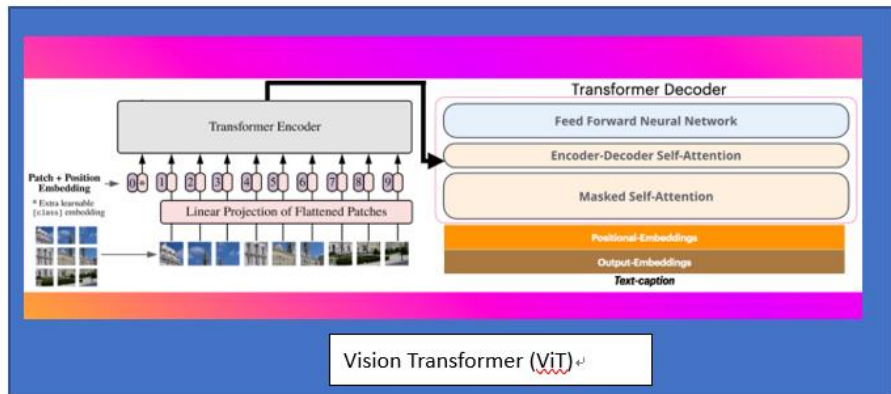 Transformer Decoder
Transformer Encoder
Feed Forward Neural Network
Encoder-Decoder Self-Attention
Masked Self-Attention
Patch + Position
Embedding
* Extra learnable
[class] embedding
0 * 1 2 3 4 5 6 7 8 9
Linear Projection of Flattened Patches
Positional-Embeddings
Output-Embeddings
Text-caption
Vision Transformer (ViT)